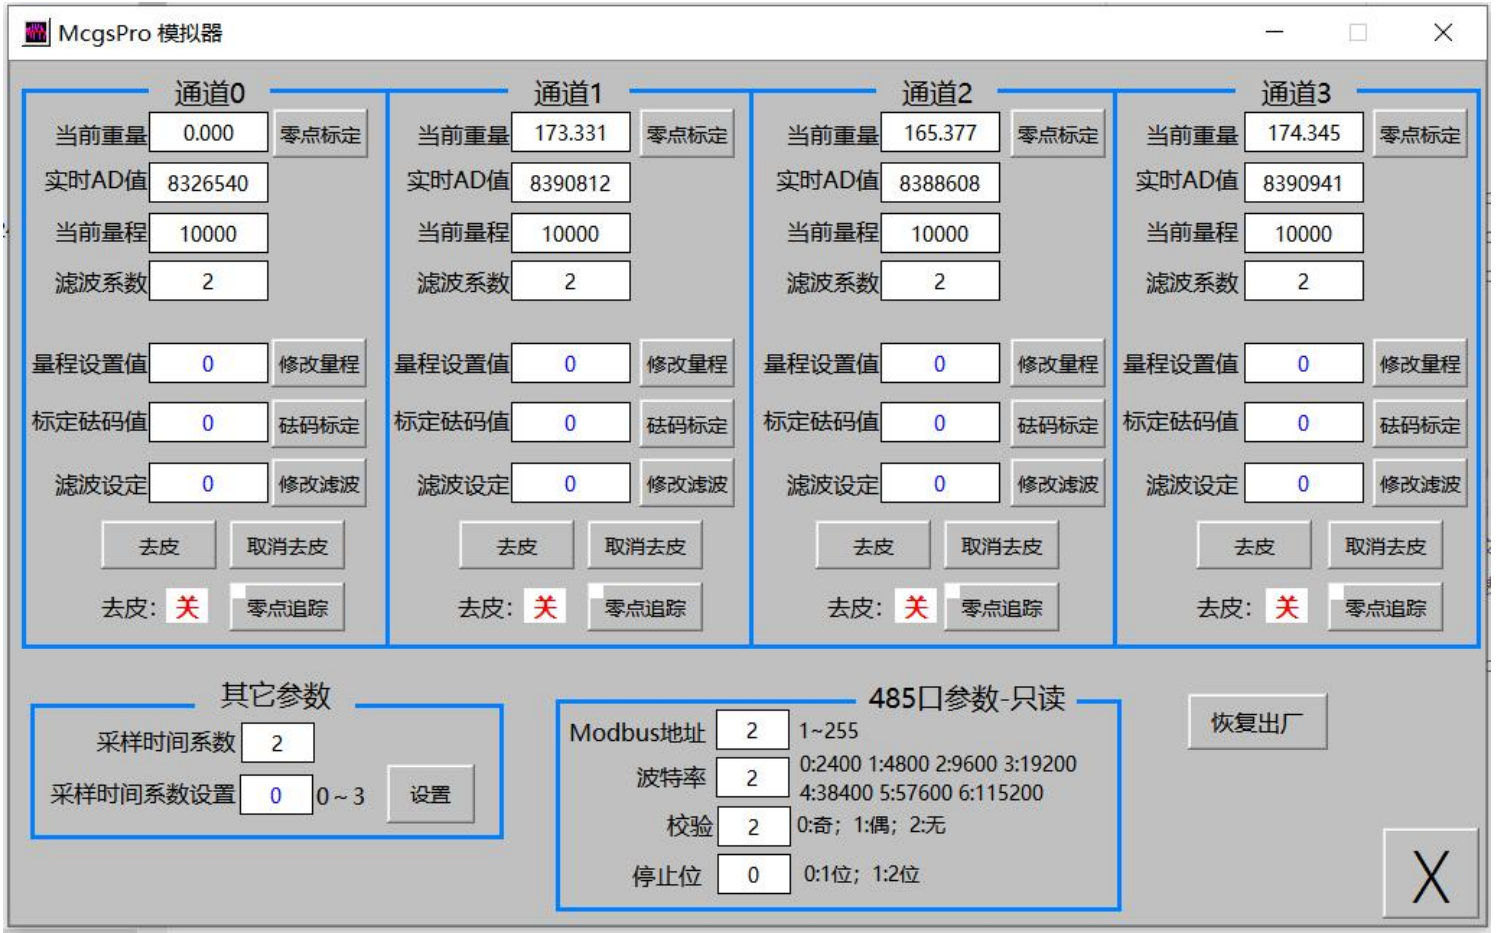 McgsPro 模拟器
通道0
当前重量 0.000 零点标定
实时AD值 8326540
当前量程 10000
滤波系数 2
量程设置值 0 修改量程
标定砝码值 0 砝码标定
滤波设定 0 修改滤波
去皮 取消去皮
去皮： 关 零点追踪
通道1
当前重量 173.331 零点标定
实时AD值 8390812
当前量程 10000
滤波系数 2
量程设置值 0 修改量程
标定砝码值 0 砝码标定
滤波设定 0 修改滤波
去皮 取消去皮
去皮： 关 零点追踪
通道2
当前重量 165.377 零点标定
实时AD值 8388608
当前量程 10000
滤波系数 2
量程设置值 0 修改量程
标定砝码值 0 砝码标定
滤波设定 0 修改滤波
去皮 取消去皮
去皮： 关 零点追踪
通道3
当前重量 174.345 零点标定
实时AD值 8390941
当前量程 10000
滤波系数 2
量程设置值 0 修改量程
标定砝码值 0 砝码标定
滤波设定 0 修改滤波
去皮 取消去皮
去皮： 关 零点追踪
其它参数
采样时间系数 2
采样时间系数设置 0 0~3 设置
485口参数-只读
Modbus地址 2 1~255
波特率 2 0:2400 1:4800 2:9600 3:19200
4:38400 5:57600 6:115200
校验 2 0:奇；1:偶；2:无
停止位 0 0:1位；1:2位
恢复出厂
X